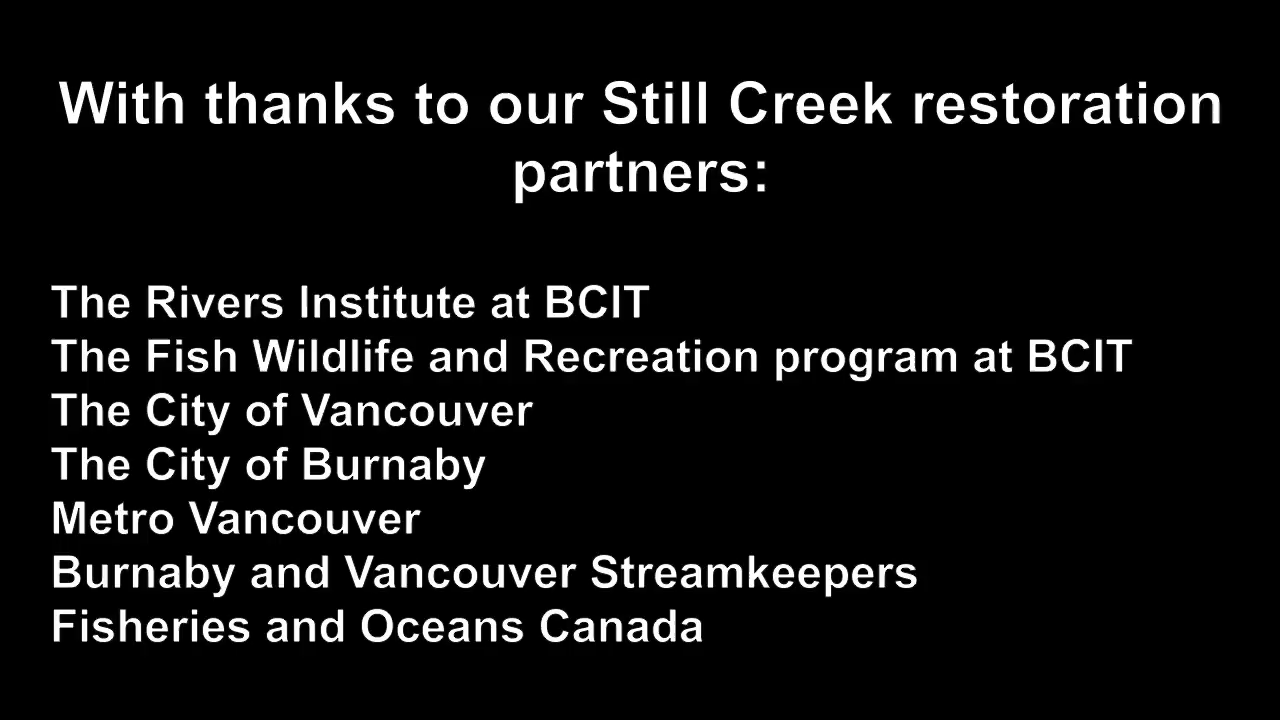 With thanks to our Still Creek restoration
partners:
The Rivers Institute at BCIT
The Fish Wildlife and Recreation program at BCIT
The City of Vancouver
The City of Burnaby
Metro Vancouver
Burnaby and Vancouver Streamkeepers
Fisheries and Oceans Canada